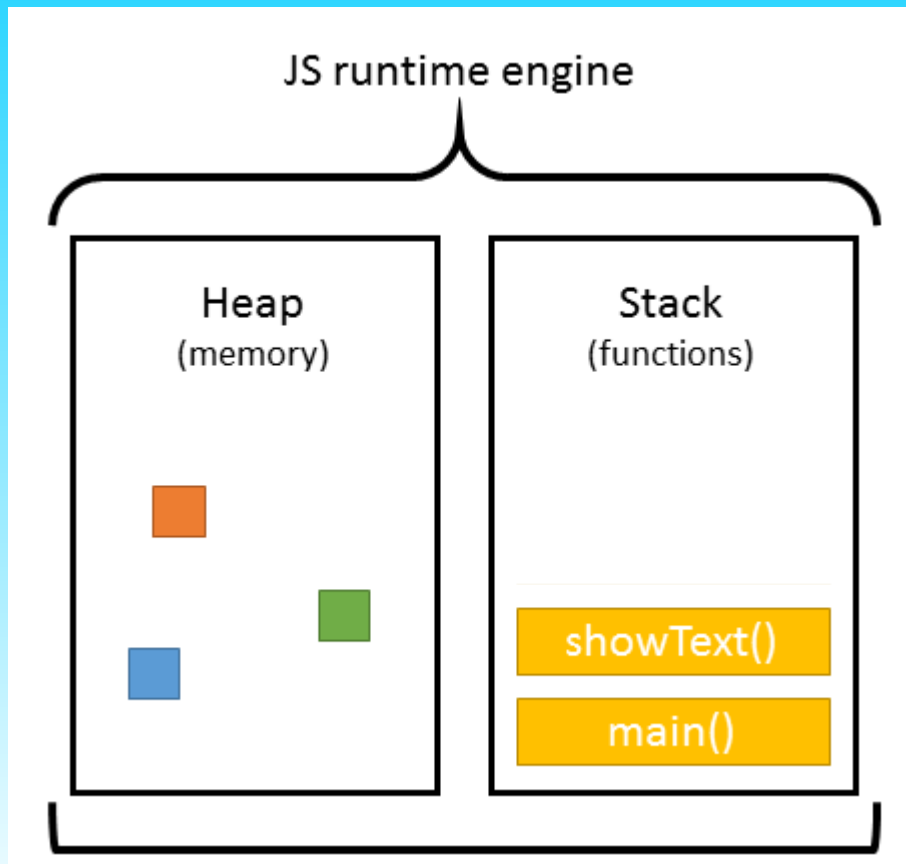 JS runtime engine
Heap
(memory)
Stack
(functions)
showText()
main()